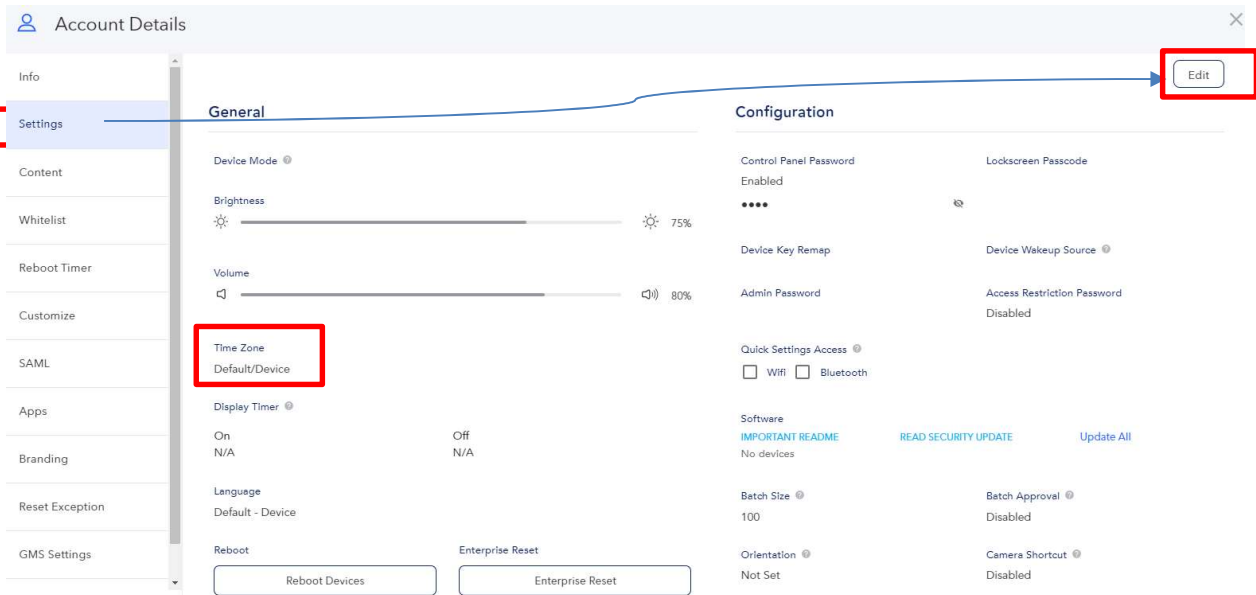 Account Details
Info
Settings
Content
Whitelist
Reboot Timer
Customize
SAML
Apps
Branding
Reset Exception
GMS Settings
Edit
General
Device Mode
Brightness
75%
Volume
80%
Time Zone
Default/Device
Display Timer
On Off
N/A N/A
Language
Default - Device
Reboot Enterprise Reset
Reboot Devices Enterprise Reset
Configuration
Control Panel Password Lockscreen Passcode
Enabled
••••
Device Key Remap Device Wakeup Source
Admin Password Access Restriction Password
Disabled
Quick Settings Access
Wifi Bluetooth
Software
IMPORTANT README READ SECURITY UPDATE Update All
No devices
Batch Size Batch Approval
100 Disabled
Orientation Camera Shortcut
Not Set Disabled